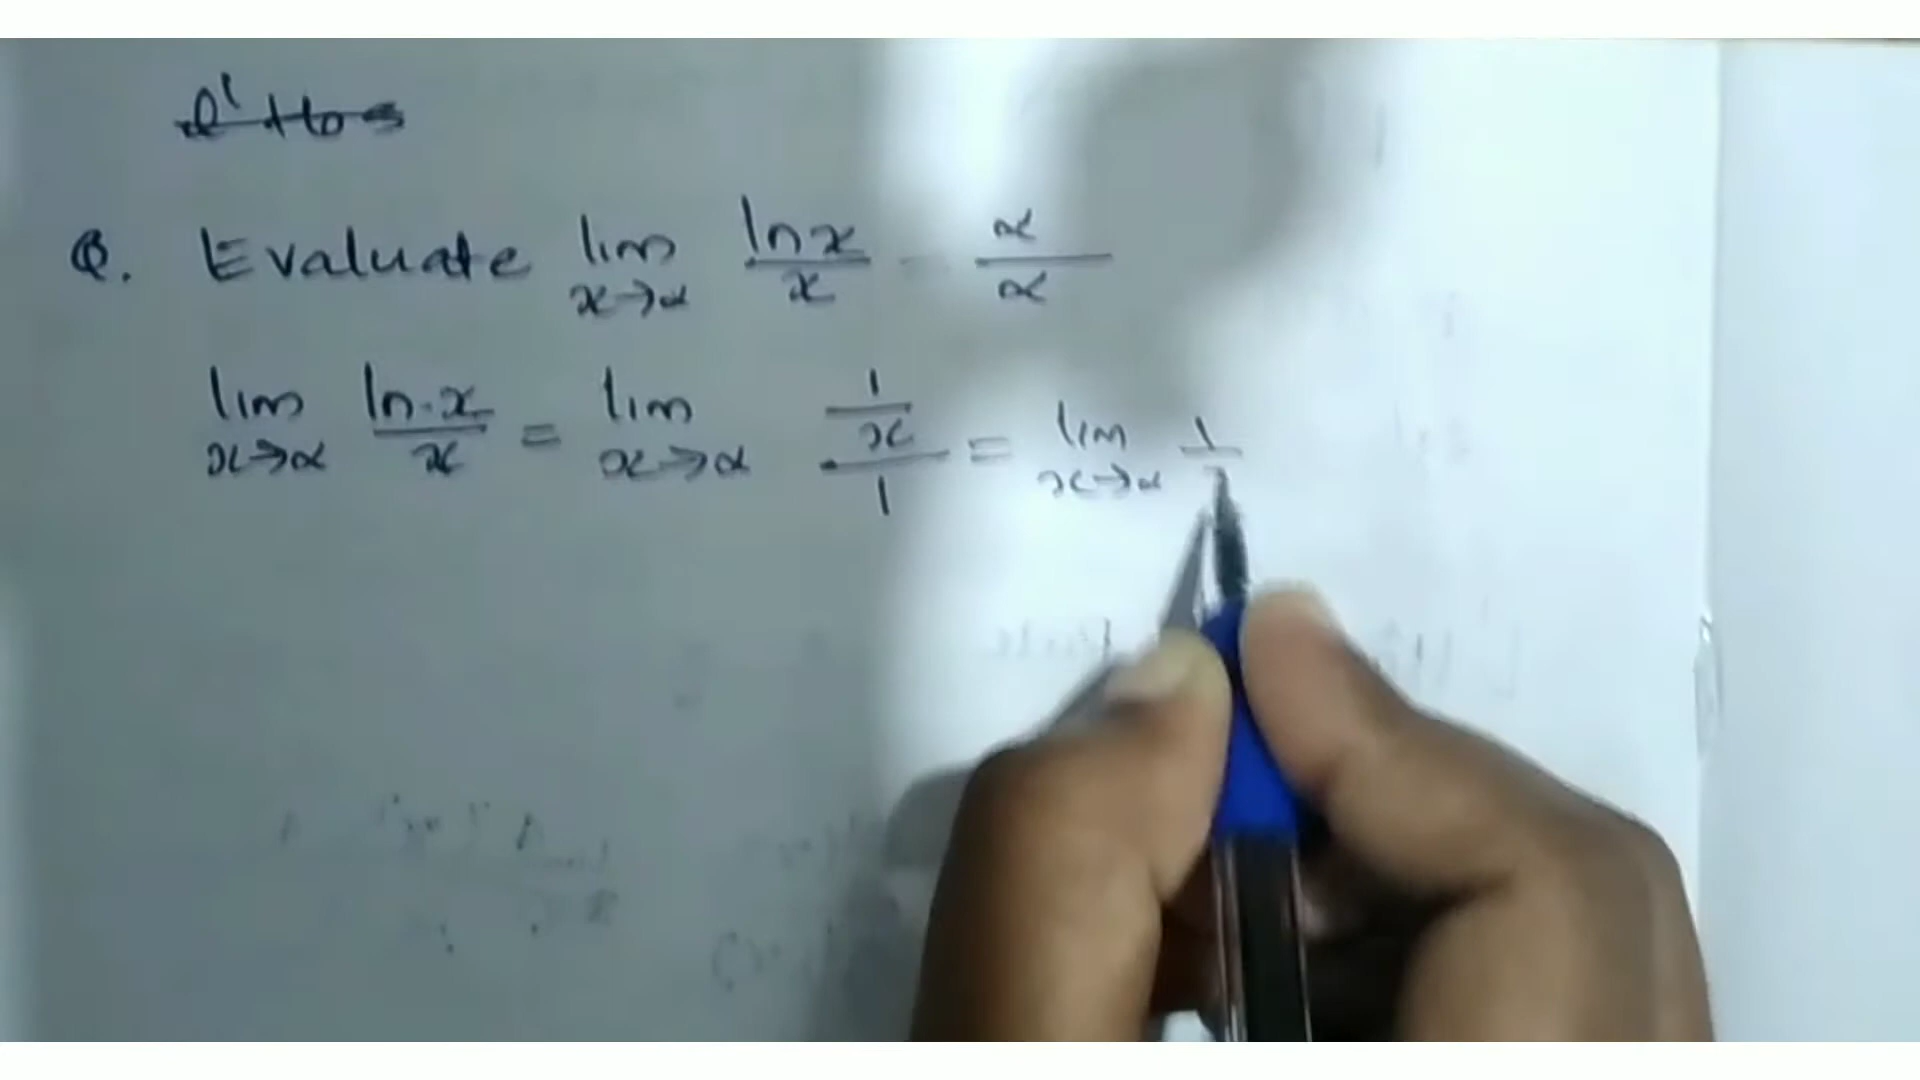 l'Hos
Q. Evaluate lim x→∝ ln x / x = ∝ / ∝
lim x→∝ ln·x / x = lim x→∝ 1/x / 1 = lim x→∝ 1